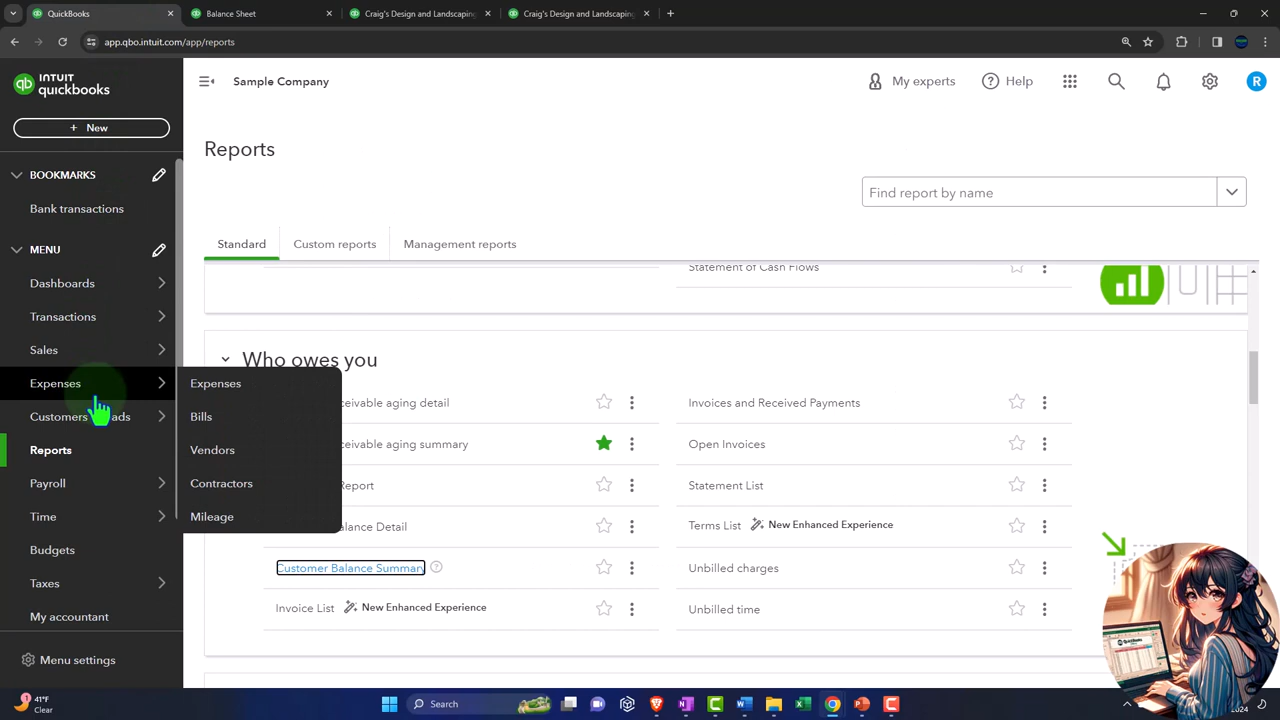 QuickBooks
Balance Sheet
Craig's Design and Landscaping
Craig's Design and Landscaping
app.qbo.intuit.com/app/reports
INTUIT
quickbooks
Sample Company
My experts
Help
R
+ New
Reports
BOOKMARKS
Find report by name
Bank transactions
MENU
Standard
Custom reports
Management reports
Dashboards
Statement of Cash Flows
Transactions
Sales
Who owes you
Expenses
Expenses
ceivable aging detail
Invoices and Received Payments
Customers ads
Bills
ceivable aging summary
Open Invoices
Reports
Vendors
Report
Statement List
Payroll
Contractors
alance Detail
Terms List New Enhanced Experience
Time
Mileage
Budgets
Customer Balance Summary
Unbilled charges
Taxes
Invoice List New Enhanced Experience
Unbilled time
My accountant
Menu settings
1
41°F
Clear
Search
2024